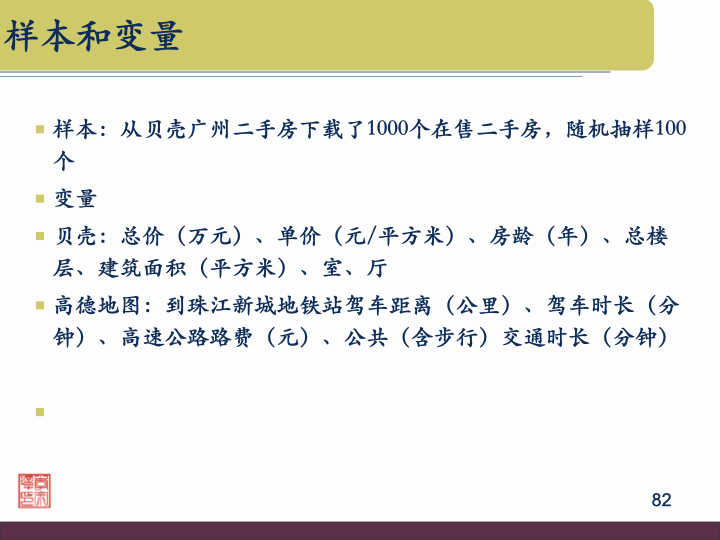 样本和变量
样本：从贝壳广州二手房下载了1000个在售二手房，随机抽样100
个
变量
贝壳：总价（万元）、单价（元/平方米）、房龄（年）、总楼
层、建筑面积（平方米）、室、厅
高德地图：到珠江新城地铁站驾车距离（公里）、驾车时长（分
钟）、高速公路路费（元）、公共（含步行）交通时长（分钟）
82